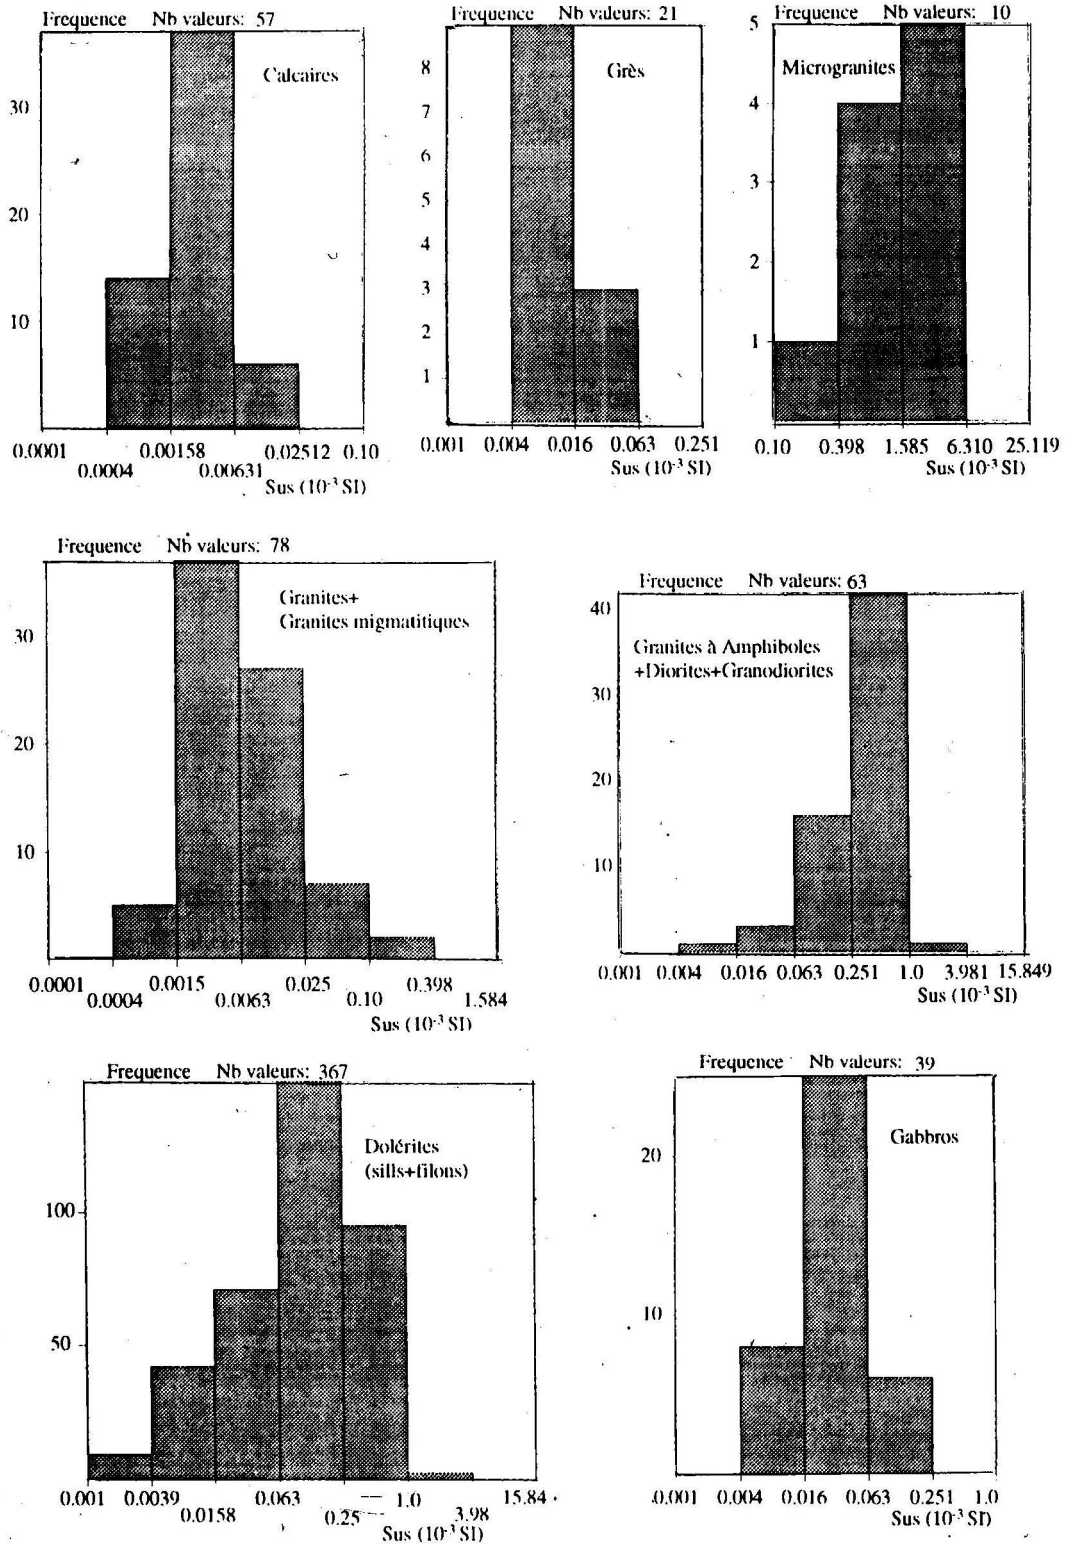 Frequence Nb valeurs: 57
Calcaires
30
20
10
0.0001 0.00158 0.02512 0.10
0.0004 0.00631
Sus (10⁻³ SI)
Frequence Nb valeurs: 21
Grès
8
7
6
5
4
3
2
1
0.001 0.004 0.016 0.063 0.251
Sus (10⁻³ SI)
Frequence Nb valeurs: 10
Microgranites
5
4
3
2
1
0.10 0.398 1.585 6.310 25.119
Sus (10⁻³ SI)
Frequence Nb valeurs: 78
Granites+
Granites migmatitiques
30
20
10
0.0001 0.0015 0.025 0.398
0.0004 0.0063 0.10 1.584
Sus (10⁻³ SI)
Frequence Nb valeurs: 63
Granites à Amphiboles
+Diorites+Granodiorites
40
30
20
10
0.001 0.004 0.016 0.063 0.251 1.0 3.981 15.849
Sus (10⁻³ SI)
Frequence Nb valeurs: 367
Dolérites
(sills+filons)
100
50
0.001 0.0039 0.063 1.0 15.84
0.0158 0.25 3.98
Sus (10⁻³ SI)
Frequence Nb valeurs: 39
Gabbros
20
10
0.001 0.004 0.016 0.063 0.251 1.0
Sus (10⁻³ SI)